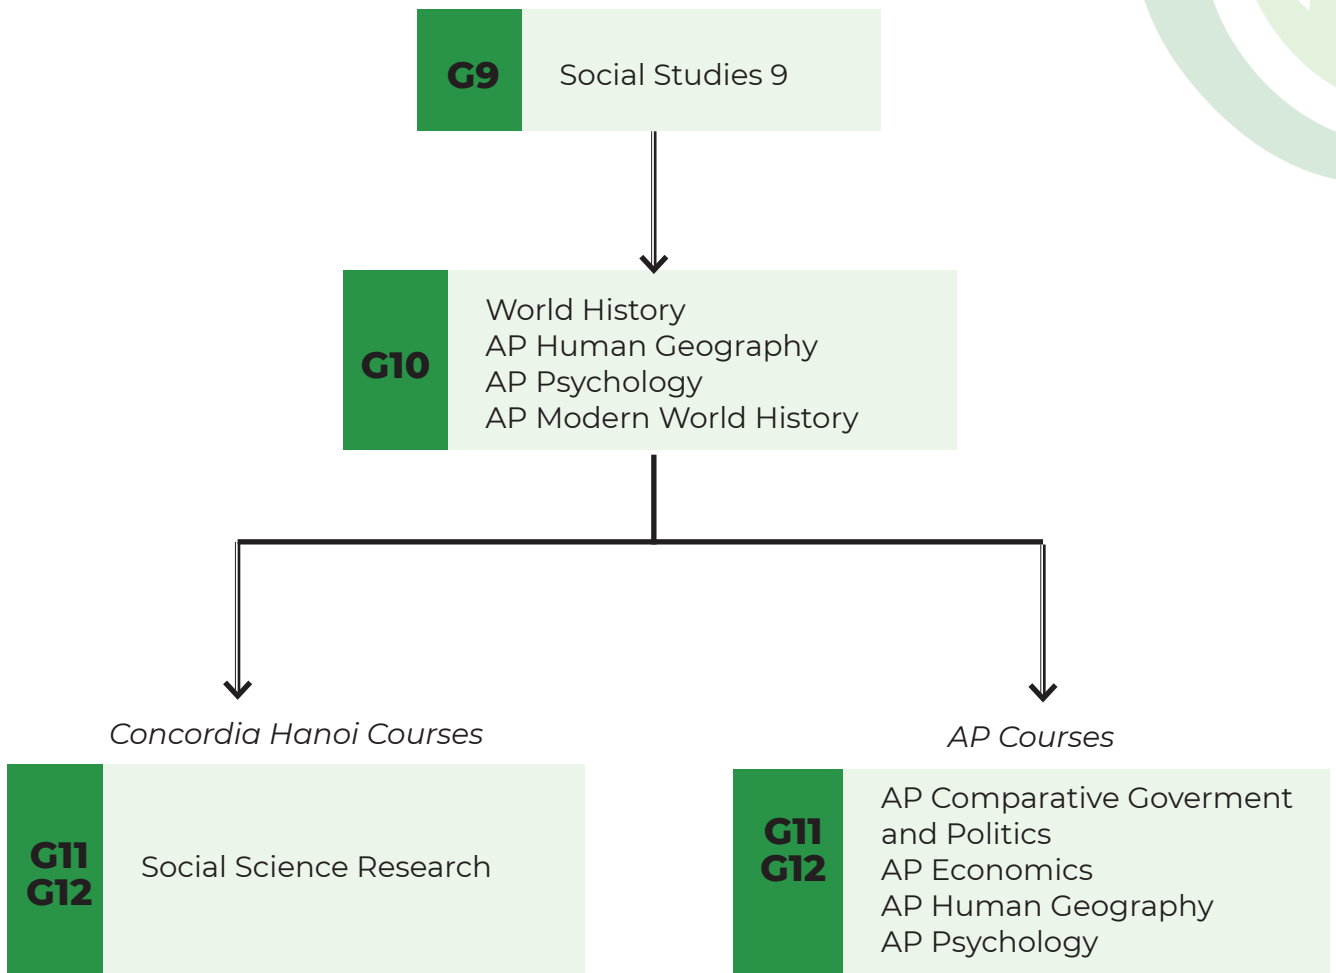 G9
Social Studies 9
G10
World History
AP Human Geography
AP Psychology
AP Modern World History
Concordia Hanoi Courses
G11
G12
Social Science Research
AP Courses
G11
G12
AP Comparative Goverment
and Politics
AP Economics
AP Human Geography
AP Psychology